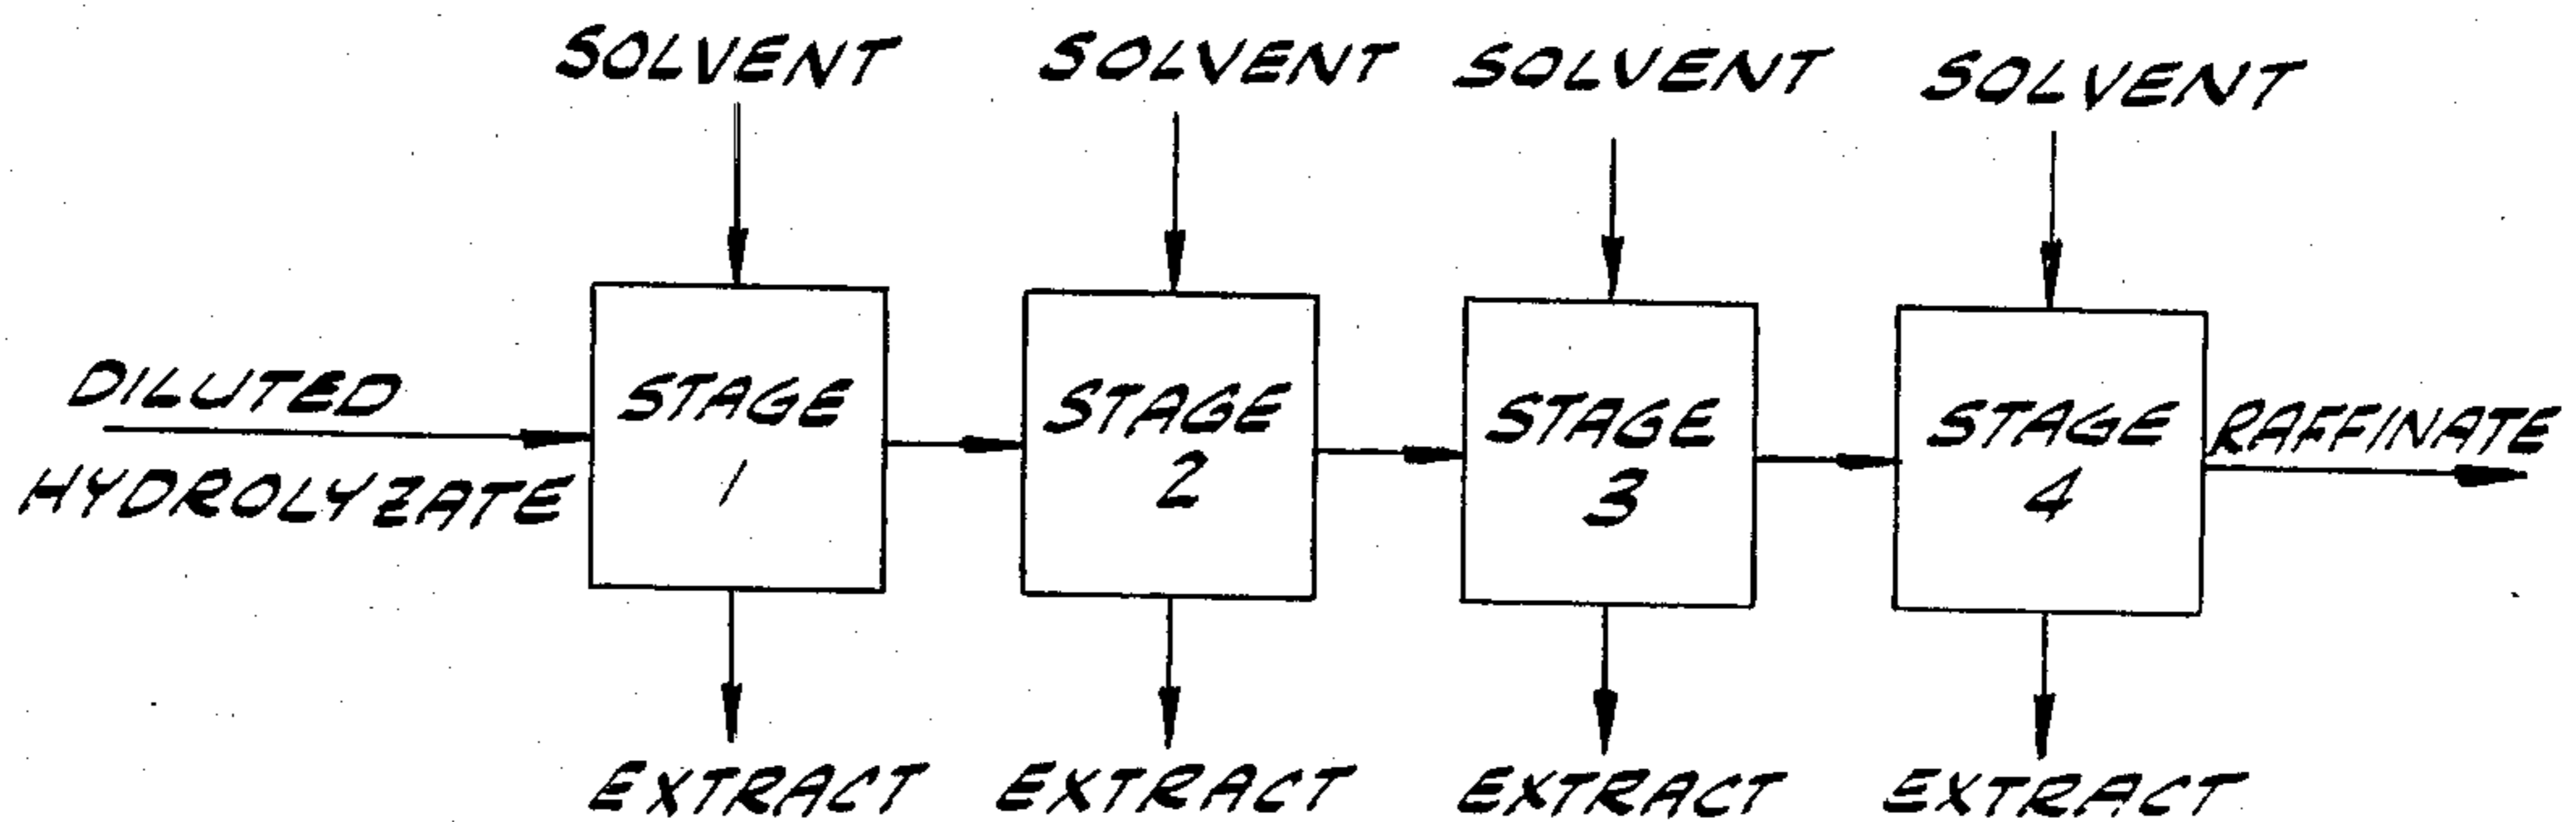 SOLVENT SOLVENT SOLVENT SOLVENT
DILUTED
HYDROLYZATE
STAGE
1
STAGE
2
STAGE
3
STAGE
4
RAFFINATE
EXTRACT EXTRACT EXTRACT EXTRACT